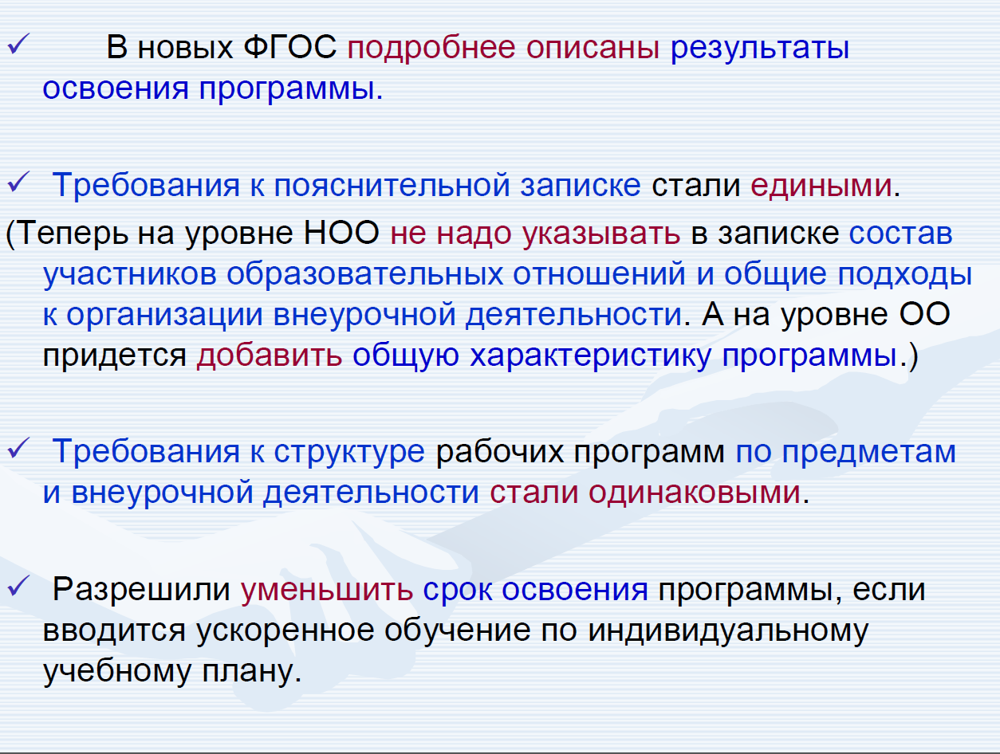 ✓ В новых ФГОС подробнее описаны результаты
освоения программы.
✓ Требования к пояснительной записке стали едиными.
(Теперь на уровне НОО не надо указывать в записке состав
участников образовательных отношений и общие подходы
к организации внеурочной деятельности. А на уровне ОО
придется добавить общую характеристику программы.)
✓ Требования к структуре рабочих программ по предметам
и внеурочной деятельности стали одинаковыми.
✓ Разрешили уменьшить срок освоения программы, если
вводится ускоренное обучение по индивидуальному
учебному плану.